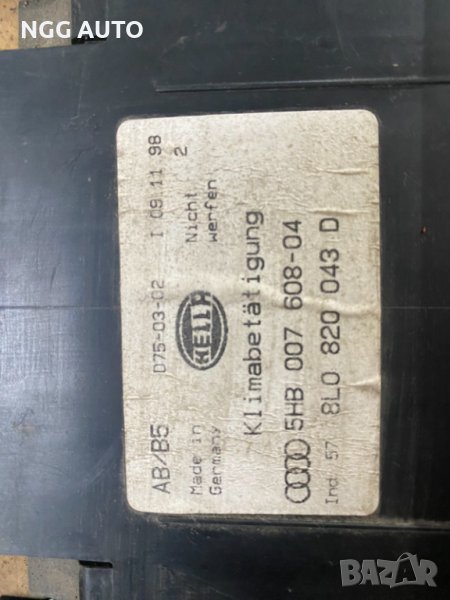 NGG AUTO
AB/B5 D75-03-02 I 09.11 98
Made in Germany
HELLA
Nicht werfen
2
Klimabetätigung
5HB 007 608-04
Ind. 57 8L0 820 043 D
BAZAR